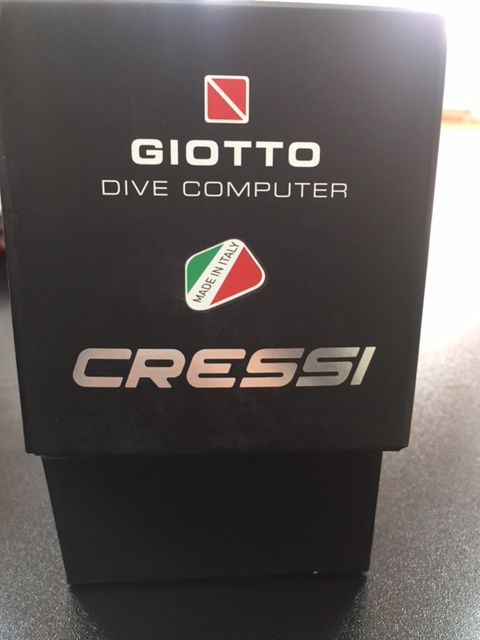 GIOTTO
DIVE COMPUTER
MADE IN ITALY
CRESSI